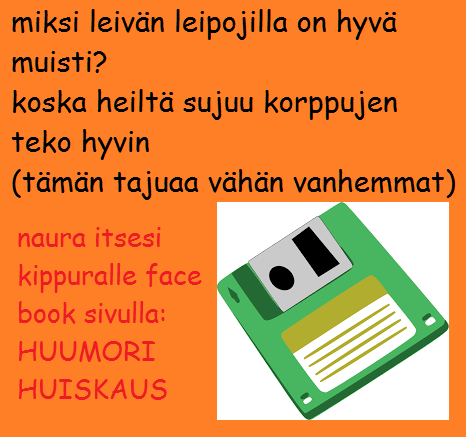 miksi leivän leipojilla on hyvä
muisti?
koska heiltä sujuu korppujen
teko hyvin
(tämän tajuaa vähän vanhemmat)
naura itsesi
kippuralle face
book sivulla:
HUUMORI
HUISKAUS